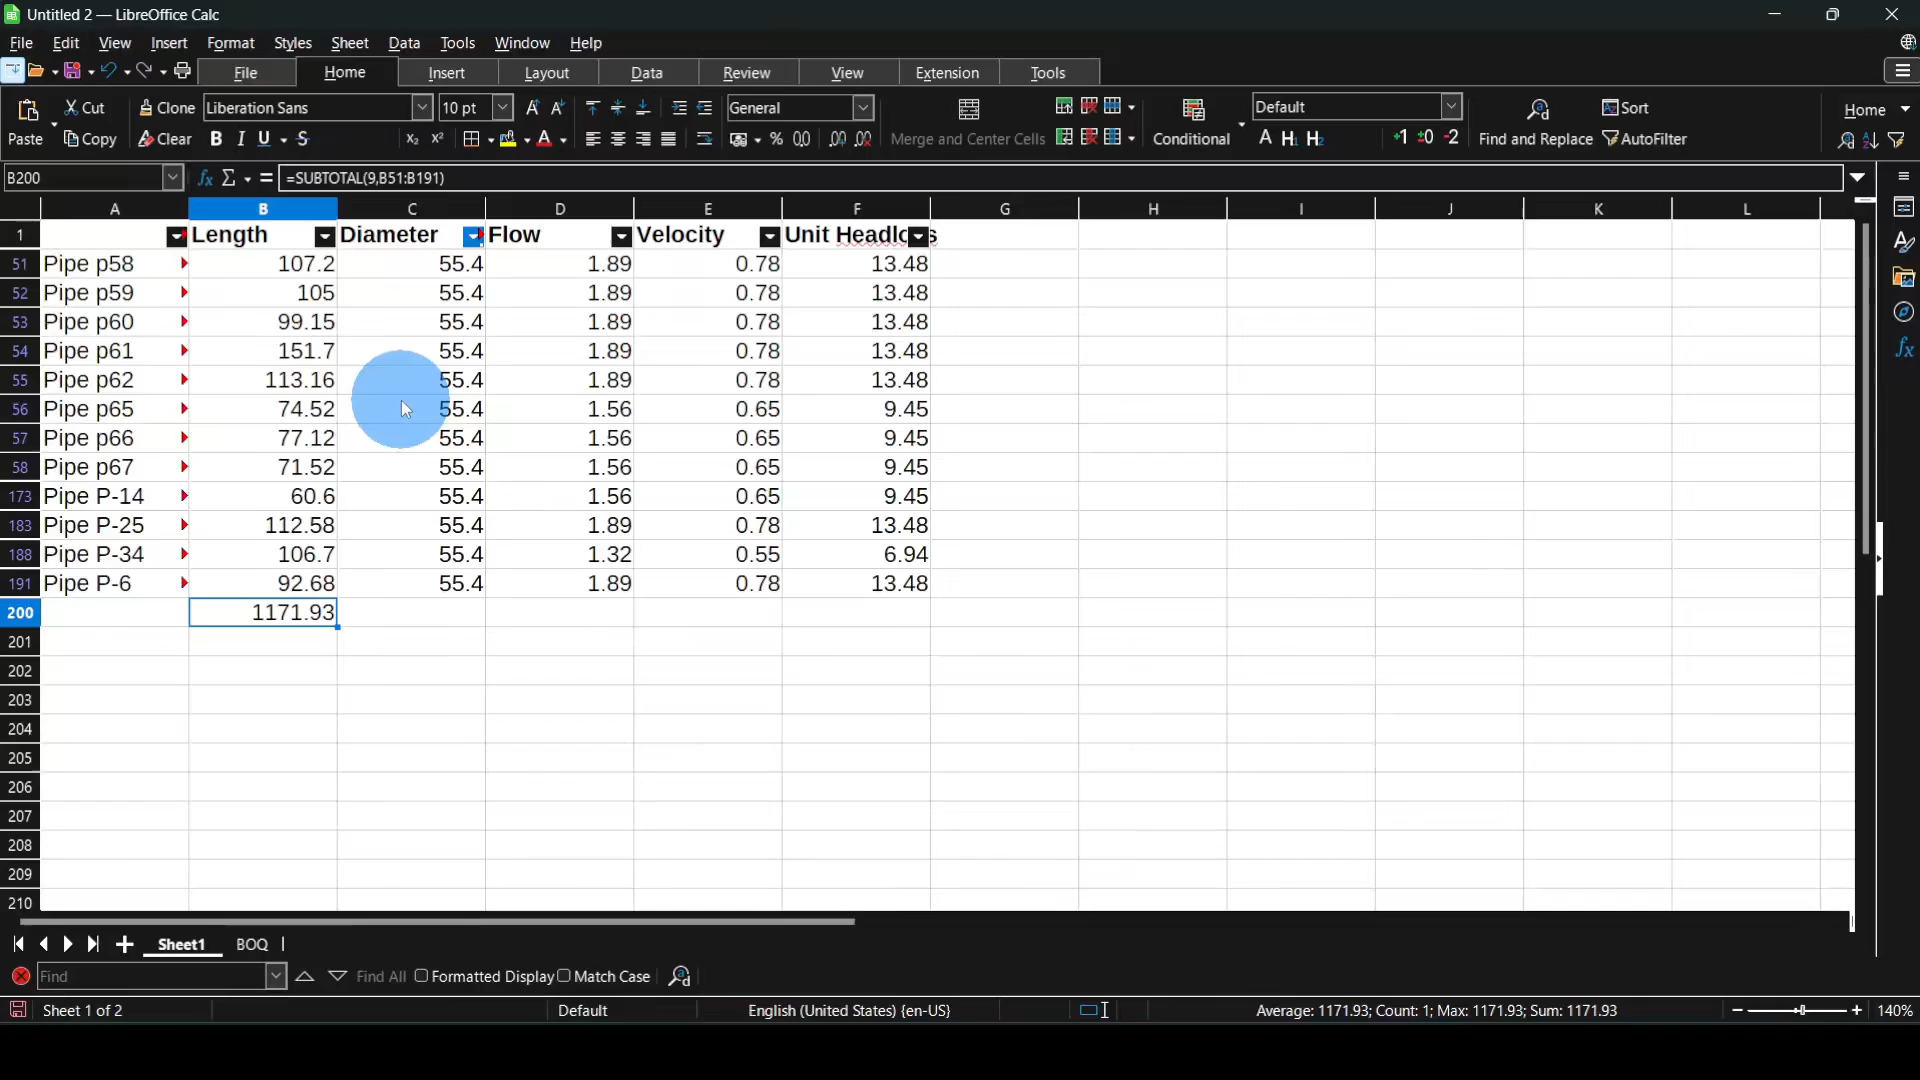 Untitled 2 — LibreOffice Calc
File Edit View Insert Format Styles Sheet Data Tools Window Help
File Home Insert Layout Data Review View Extension Tools
Paste Cut Copy Clone Clear Liberation Sans 10 pt General Merge and Center Cells Conditional Default Find and Replace Sort AutoFilter Home
B200 =SUBTOTAL(9,B51:B191)
A B C D E F G H I J K L
1 Length Diameter Flow Velocity Unit Headlc s
51 Pipe p58 107.2 55.4 1.89 0.78 13.48
52 Pipe p59 105 55.4 1.89 0.78 13.48
53 Pipe p60 99.15 55.4 1.89 0.78 13.48
54 Pipe p61 151.7 55.4 1.89 0.78 13.48
55 Pipe p62 113.16 55.4 1.89 0.78 13.48
56 Pipe p65 74.52 55.4 1.56 0.65 9.45
57 Pipe p66 77.12 55.4 1.56 0.65 9.45
58 Pipe p67 71.52 55.4 1.56 0.65 9.45
173 Pipe P-14 60.6 55.4 1.56 0.65 9.45
183 Pipe P-25 112.58 55.4 1.89 0.78 13.48
188 Pipe P-34 106.7 55.4 1.32 0.55 6.94
191 Pipe P-6 92.68 55.4 1.89 0.78 13.48
200 1171.93
201
202
203
204
205
206
207
208
209
210
Sheet1 BOQ
Find Find All Formatted Display Match Case
Sheet 1 of 2 Default English (United States) {en-US} Average: 1171.93; Count: 1; Max: 1171.93; Sum: 1171.93 140%